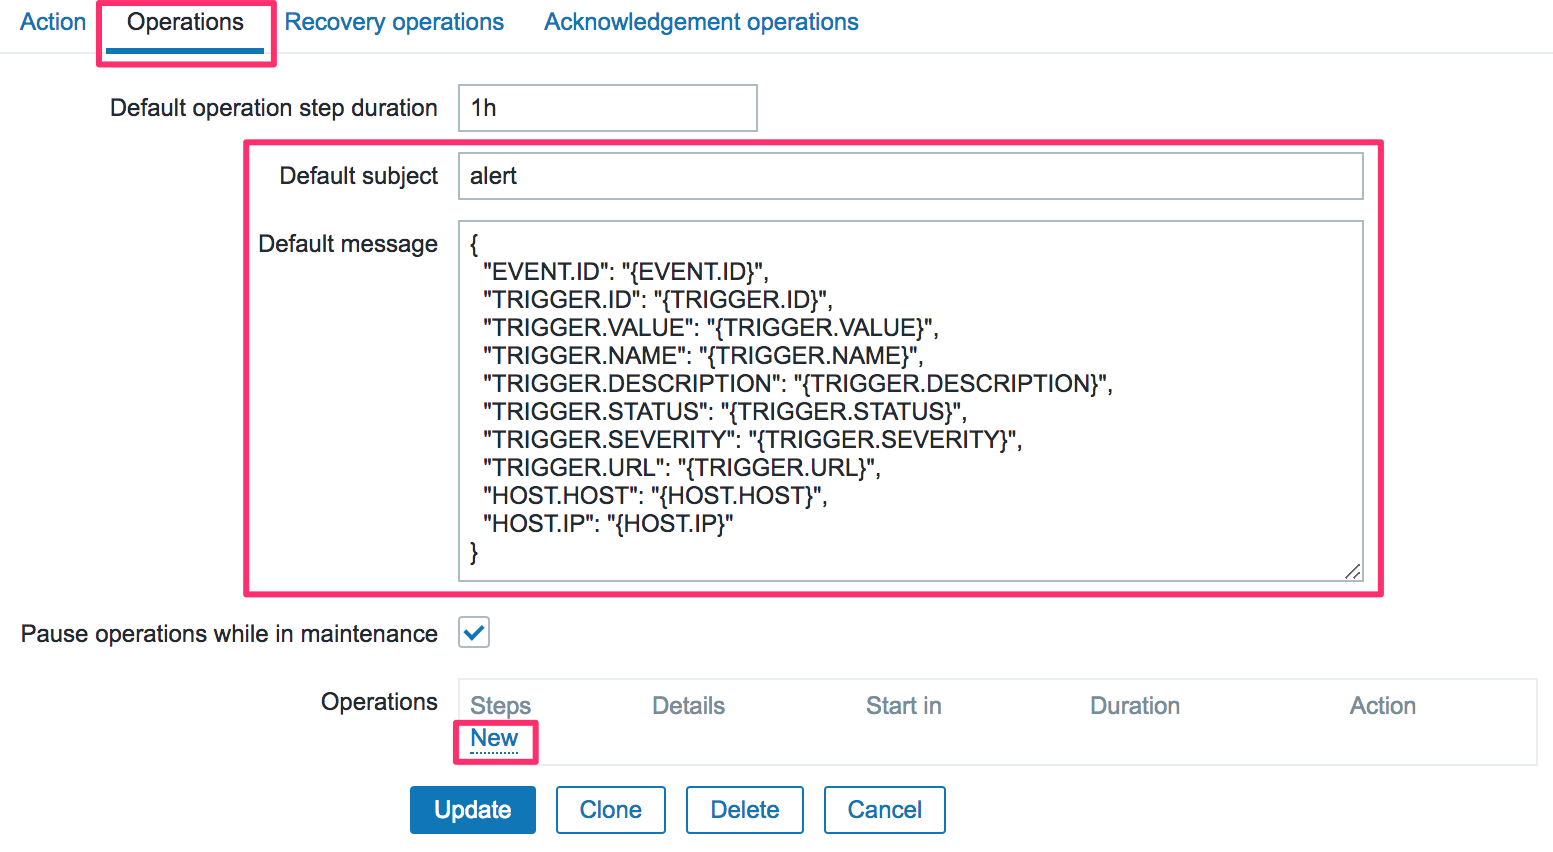 Action Operations Recovery operations Acknowledgement operations
Default operation step duration 1h
Default subject alert
Default message {
"EVENT.ID": "{EVENT.ID}",
"TRIGGER.ID": "{TRIGGER.ID}",
"TRIGGER.VALUE": "{TRIGGER.VALUE}",
"TRIGGER.NAME": "{TRIGGER.NAME}",
"TRIGGER.DESCRIPTION": "{TRIGGER.DESCRIPTION}",
"TRIGGER.STATUS": "{TRIGGER.STATUS}",
"TRIGGER.SEVERITY": "{TRIGGER.SEVERITY}",
"TRIGGER.URL": "{TRIGGER.URL}",
"HOST.HOST": "{HOST.HOST}",
"HOST.IP": "{HOST.IP}"
}
Pause operations while in maintenance
Operations Steps Details Start in Duration Action
New
Update Clone Delete Cancel